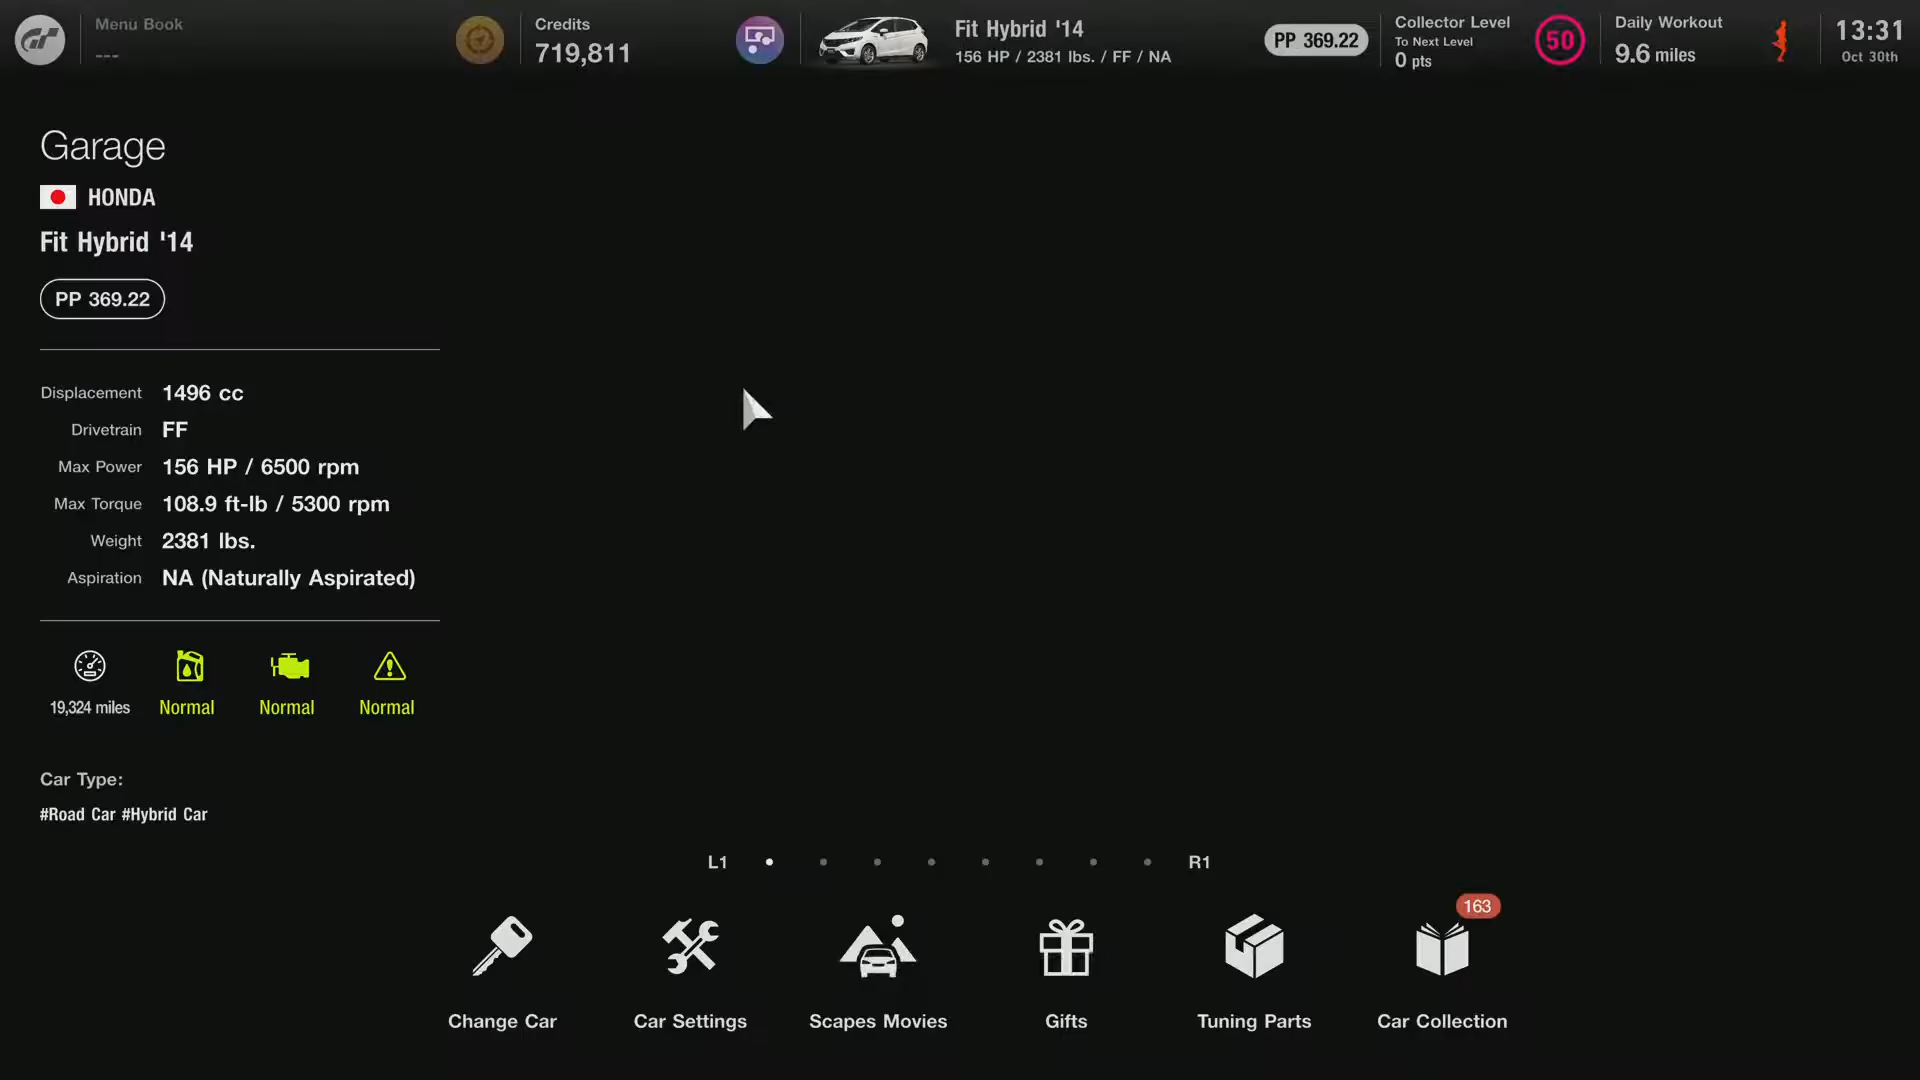 Menu Book
---
Credits
719,811
Fit Hybrid '14
156 HP / 2381 lbs. / FF / NA
PP 369.22
Collector Level
To Next Level
0 pts
50
Daily Workout
9.6 miles
13:31
Oct 30th
Garage
HONDA
Fit Hybrid '14
PP 369.22
Displacement 1496 cc
Drivetrain FF
Max Power 156 HP / 6500 rpm
Max Torque 108.9 ft-lb / 5300 rpm
Weight 2381 lbs.
Aspiration NA (Naturally Aspirated)
19,324 miles Normal Normal Normal
Car Type:
#Road Car #Hybrid Car
L1 R1
163
Change Car Car Settings Scapes Movies Gifts Tuning Parts Car Collection